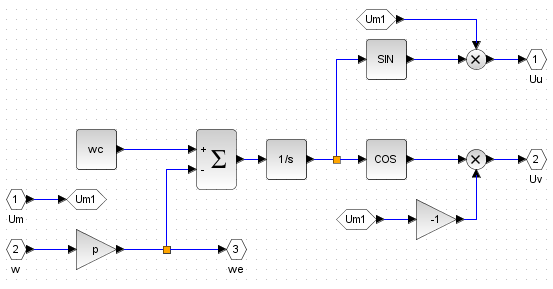 Um1
SIN
×
1
Uu
wc
+
-
Σ
1/s
COS
×
2
Uv
1
Um
Um1
Um1
-1
2
w
p
3
we